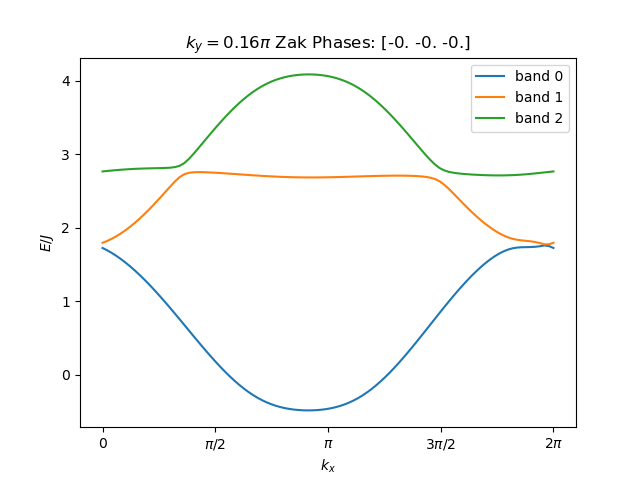 $k_y = 0.16\pi$ Zak Phases: [-0. -0. -0.]
band 0
band 1
band 2
4
3
2
1
0
E/J
0
π/2
π
3π/2
2π
$k_x$